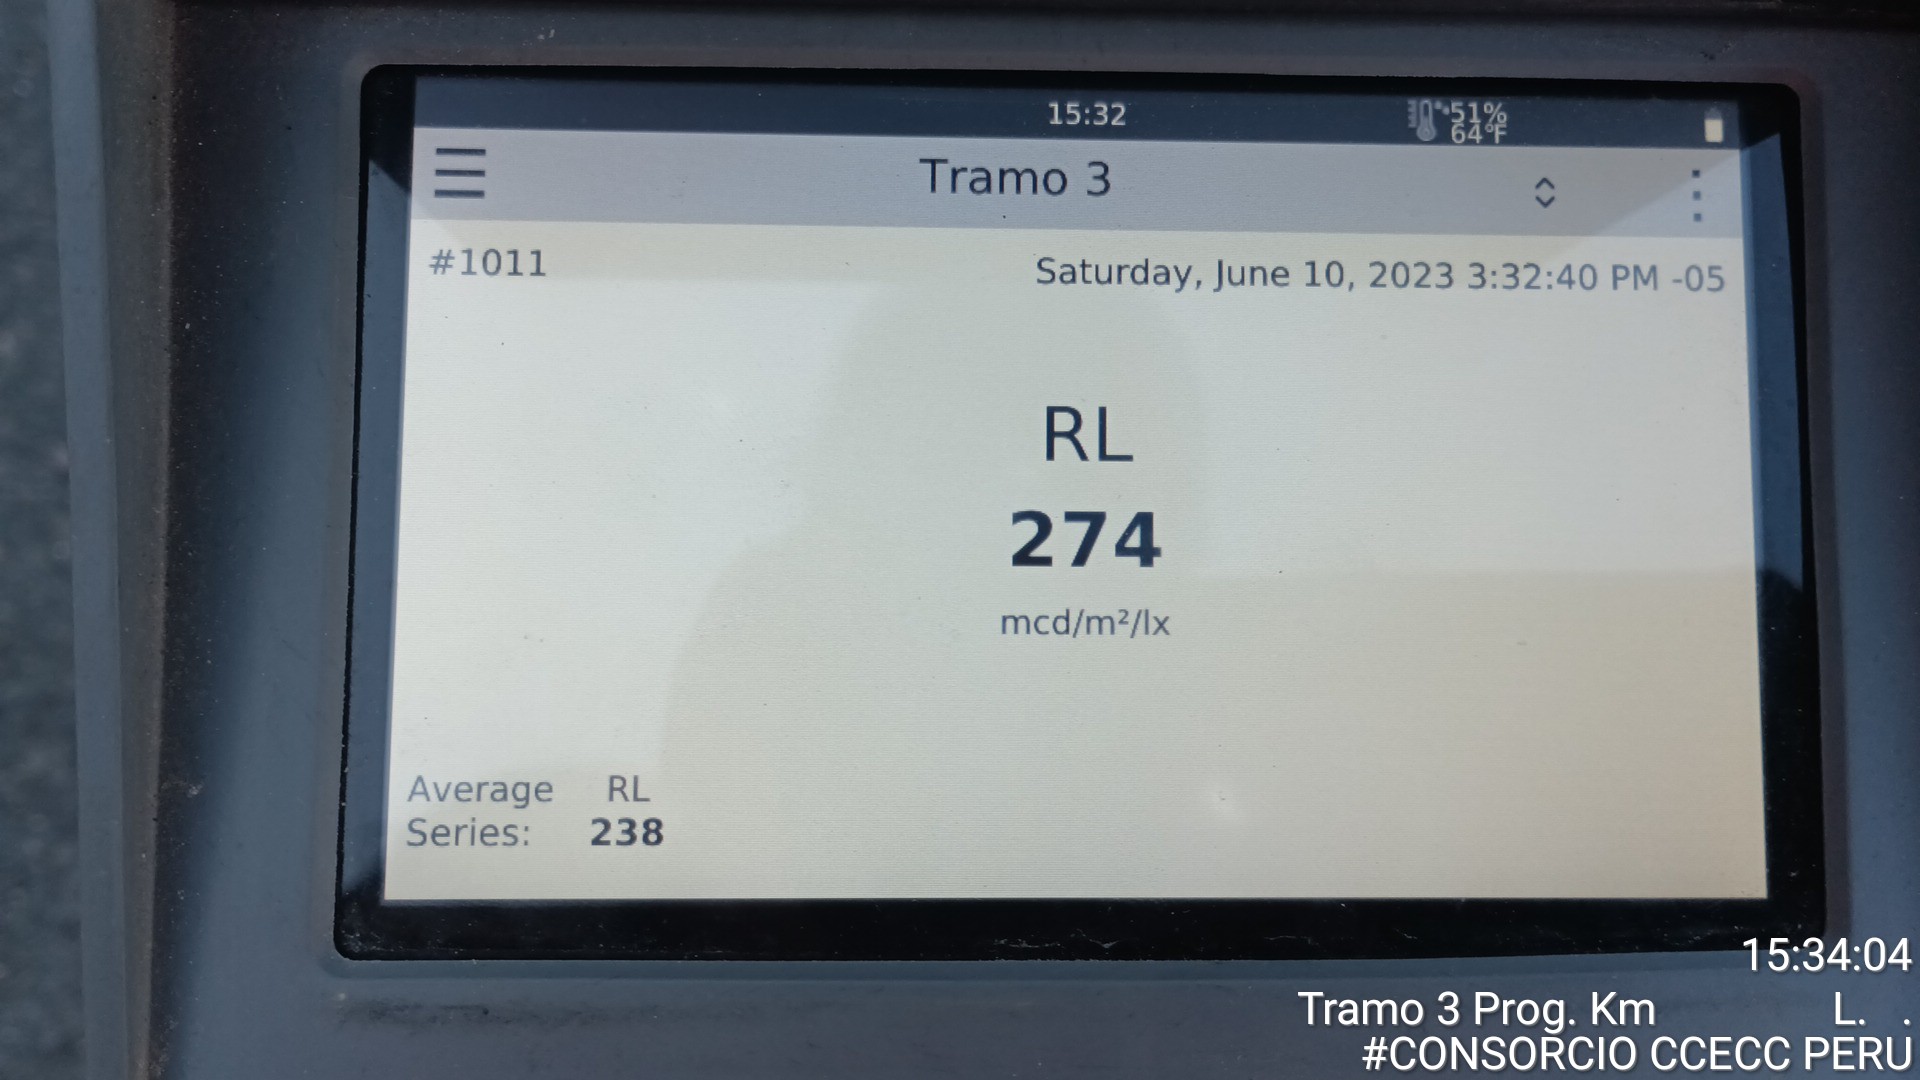 15:32
51%
64°F
Tramo 3
#1011
Saturday, June 10, 2023 3:32:40 PM -05
RL
274
mcd/m²/lx
Average RL
Series: 238
15:34:04
Tramo 3 Prog. Km L. .
#CONSORCIO CCECC PERU